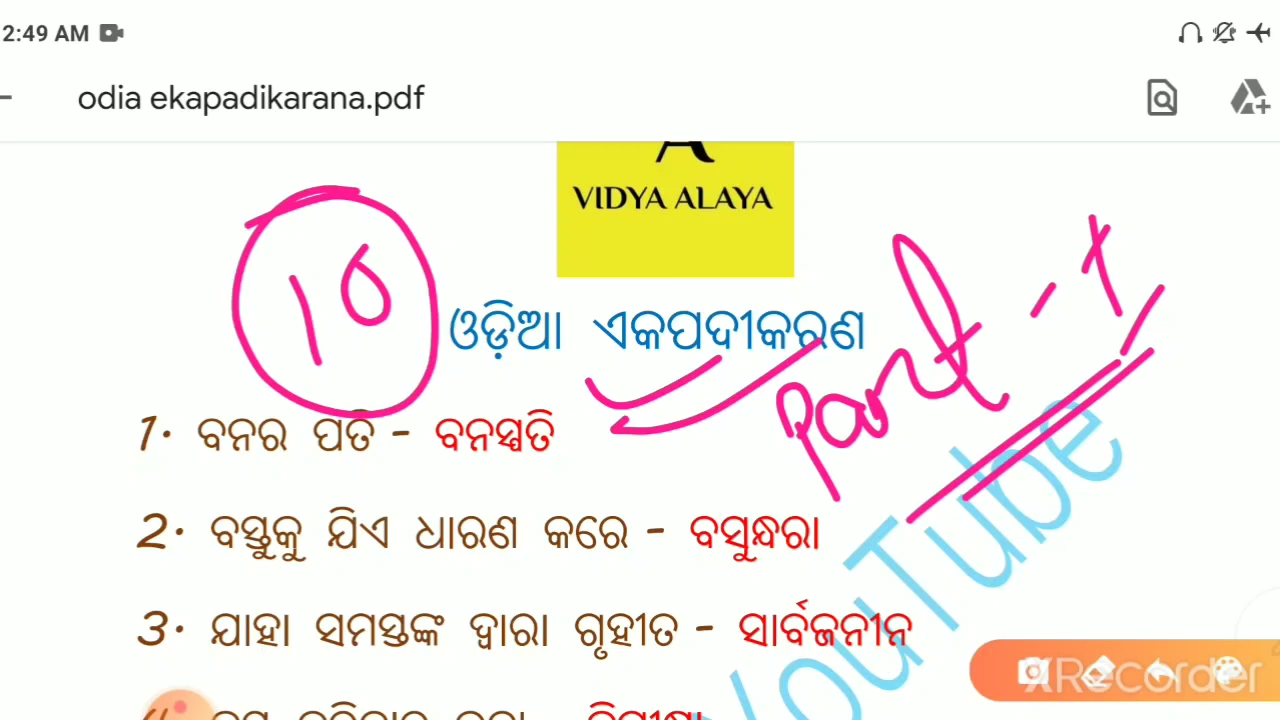 2:49 AM
odia ekapadikarana.pdf
VIDYA ALAYA
10
Part - 1
ଓଡ଼ିଆ ଏକପଦୀକରଣ
1. ବନର ପତି - ବନସ୍ପତି
2. ବସ୍ତୁକୁ ଯିଏ ଧାରଣ କରେ - ବସୁନ୍ଧରା
3. ଯାହା ସମସ୍ତଙ୍କ ଦ୍ୱାରା ଗୃହୀତ - ସାର୍ବଜନୀନ
YouTube
XRecorder